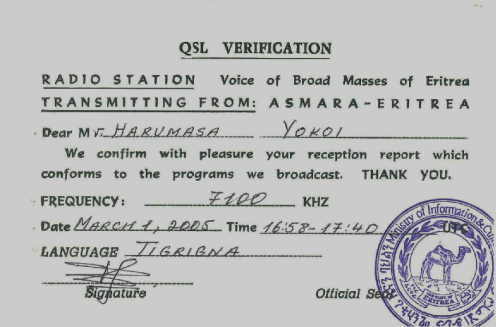 QSL VERIFICATION
RADIO STATION Voice of Broad Masses of Eritrea
TRANSMITTING FROM: ASMARA-ERITREA
Dear Mr. HARUMASA YOKOI
We confirm with pleasure your reception report which
conforms to the programs we broadcast. THANK YOU.
FREQUENCY: 7100 KHZ
Date MARCH 1, 2005 Time 16:58-17:40 UTC
LANGUAGE TIGRIGNA
Signature Official Seal
Ministry of Information &
ERITREA